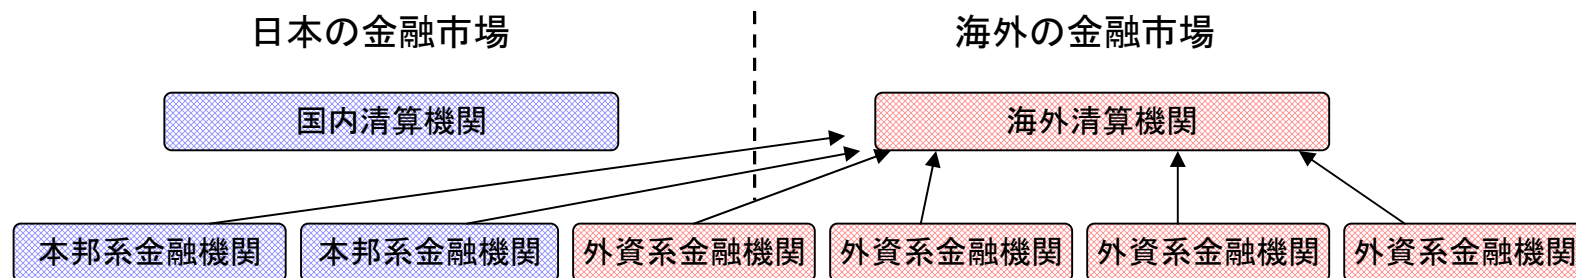 日本の金融市場
海外の金融市場
国内清算機関
海外清算機関
本邦系金融機関
本邦系金融機関
外資系金融機関
外資系金融機関
外資系金融機関
外資系金融機関